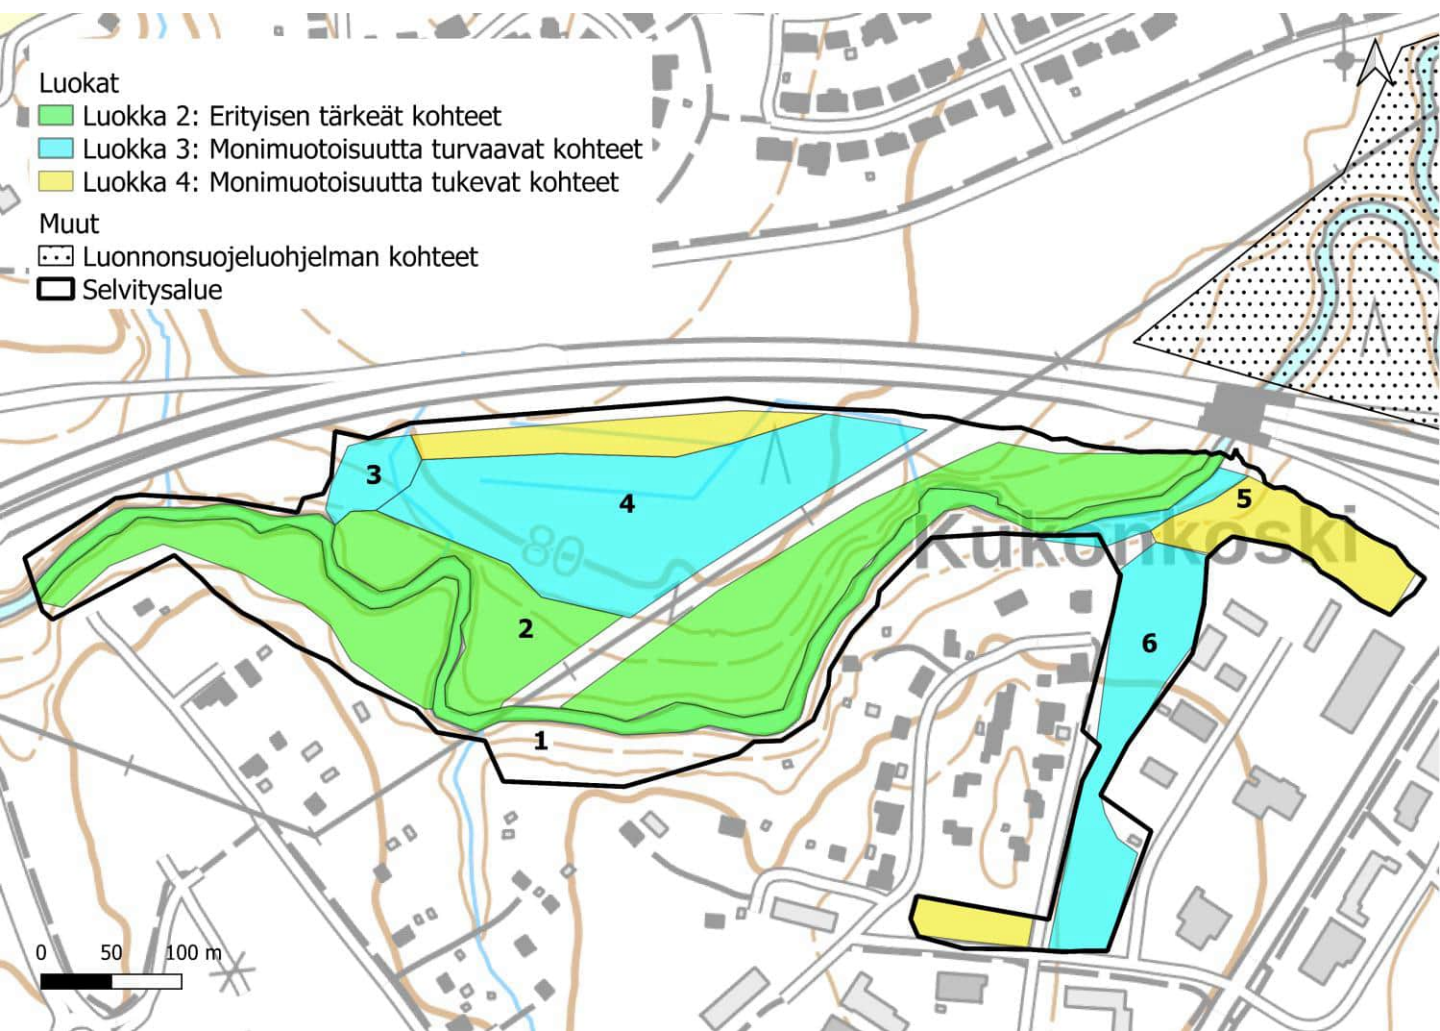 Luokat
Luokka 2: Erityisen tärkeät kohteet
Luokka 3: Monimuotoisuutta turvaavat kohteet
Luokka 4: Monimuotoisuutta tukevat kohteet
Muut
Luonnonsuojeluohjelman kohteet
Selvitysalue
3
4
5
Kukonkoski
80
2
6
1
0 50 100 m